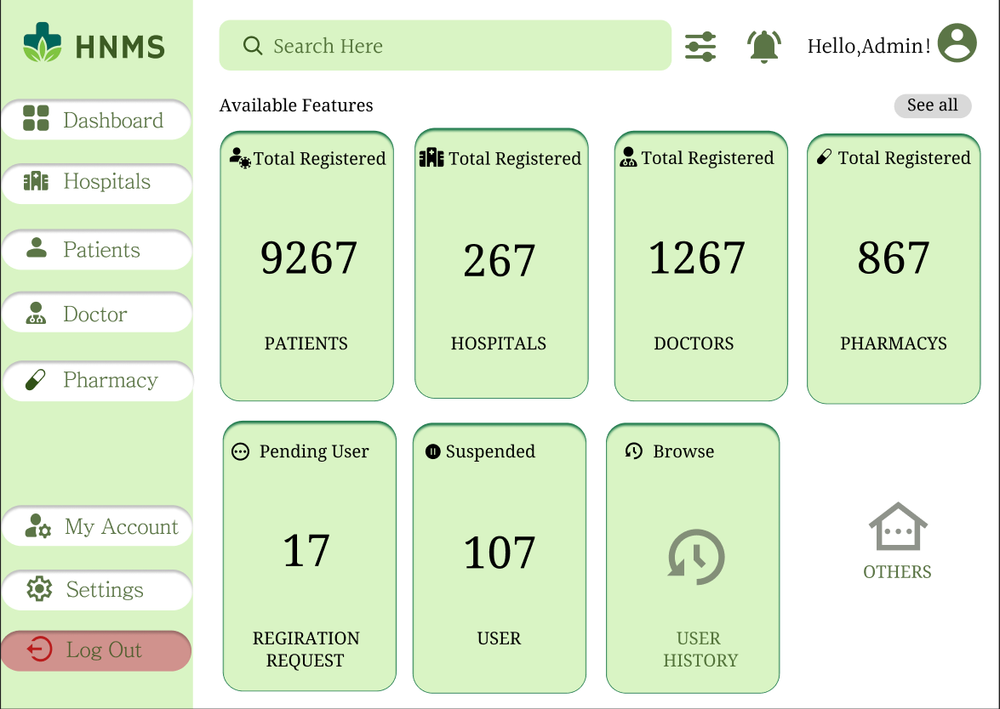 HNMS
Search Here
Hello,Admin!
Dashboard
Hospitals
Patients
Doctor
Pharmacy
My Account
Settings
Log Out
Available Features
See all
Total Registered
9267
PATIENTS
Total Registered
267
HOSPITALS
Total Registered
1267
DOCTORS
Total Registered
867
PHARMACYS
Pending User
17
REGIRATION
REQUEST
Suspended
107
USER
Browse
USER
HISTORY
OTHERS